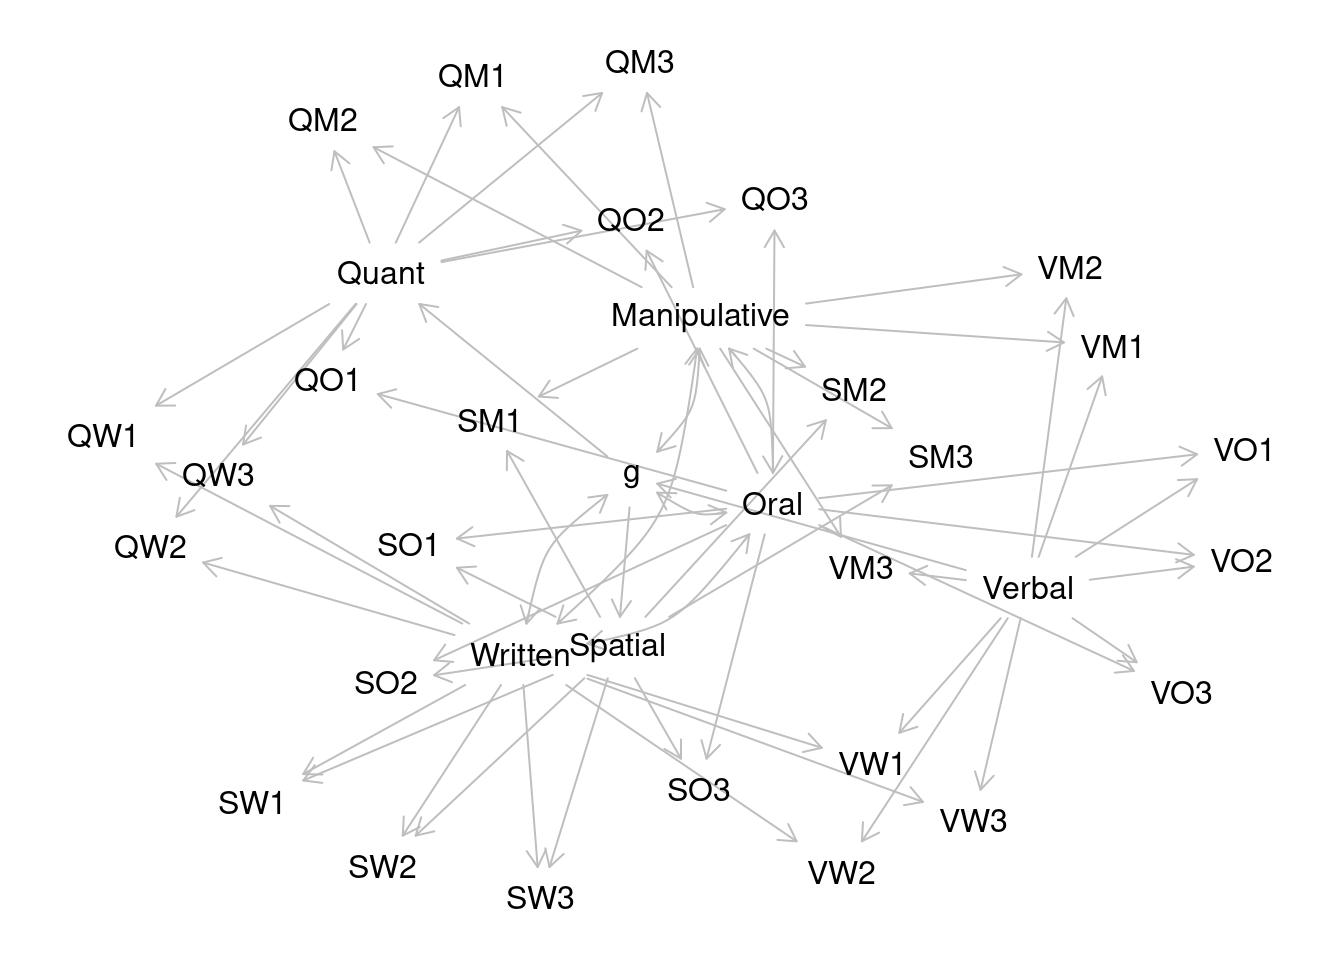 QM3
QM1
QM2
QO3
QO2
VM2
Quant
Manipulative
VM1
QO1
SM2
SM1
QW1
VO1
SM3
g
QW3
Oral
SO1
QW2
VO2
VM3
Verbal
Spatial
Written
SO2
VO3
VW1
SO3
SW1
VW3
SW2
VW2
SW3